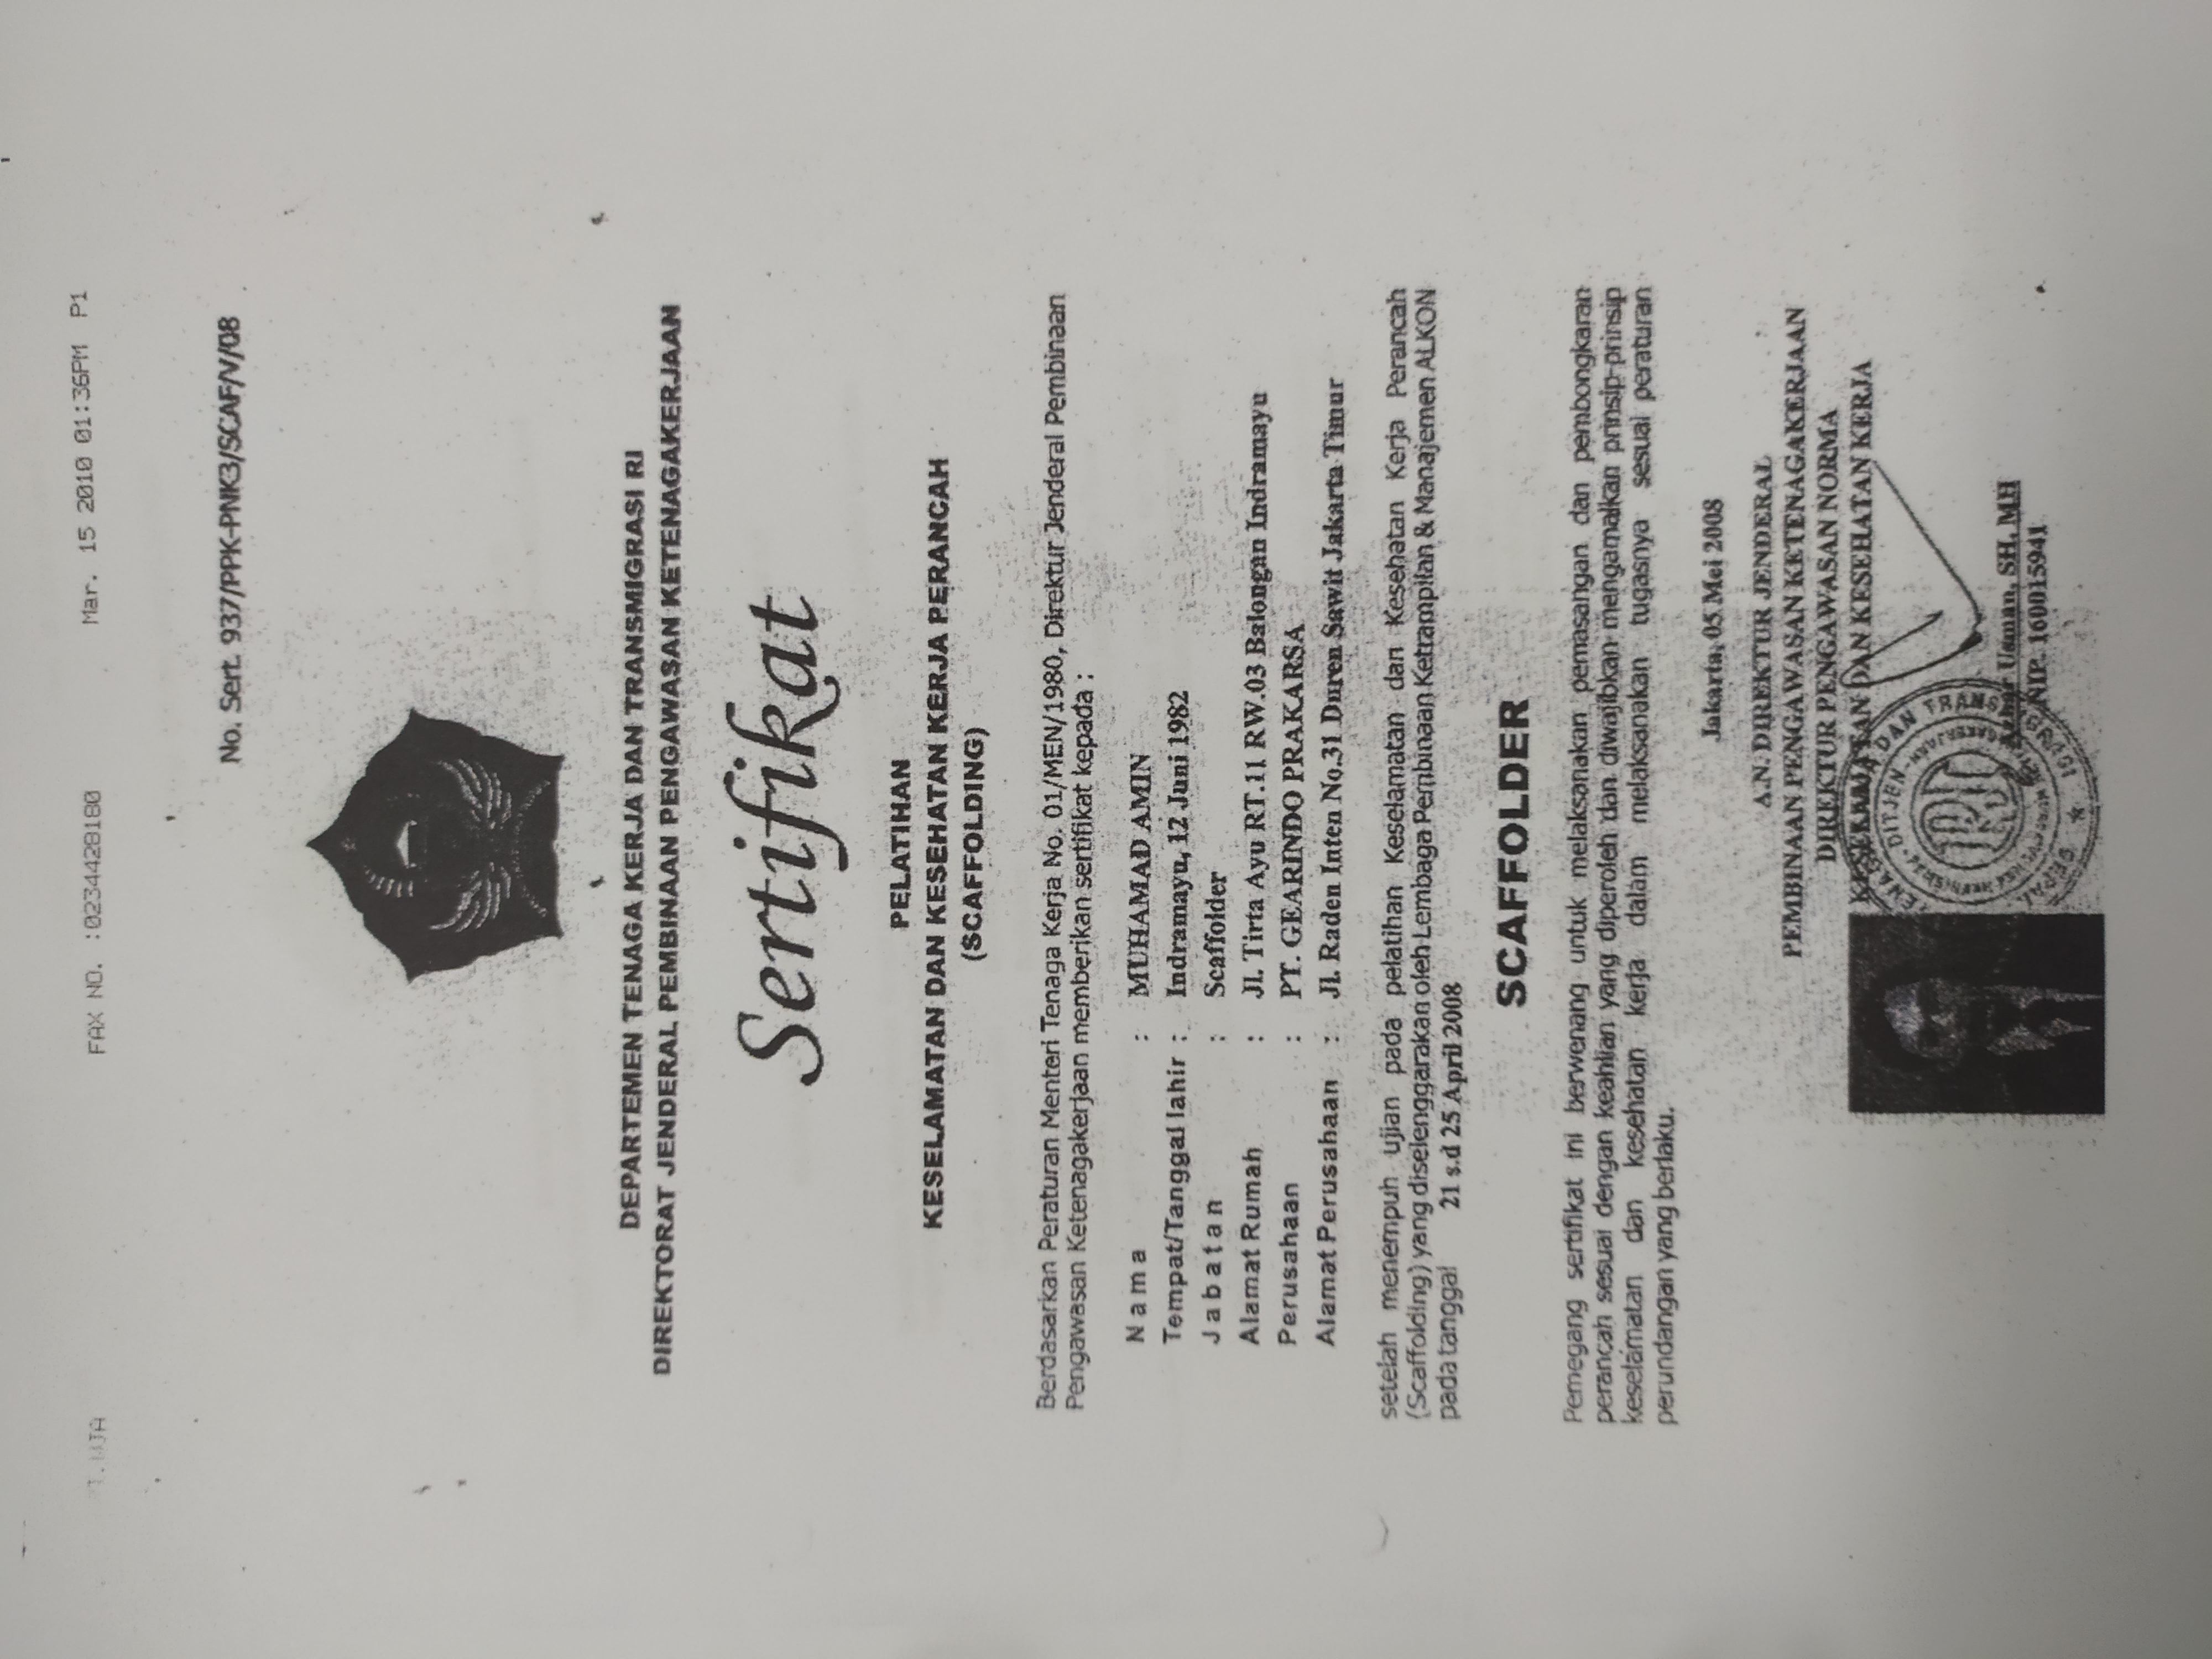 FAX NO. :0234428180
Mar. 15 2010 01:36PM P1
No. Sert. 937/PPK-PNK3/SCAF/V/08
DEPARTEMEN TENAGA KERJA DAN TRANSMIGRASI RI
DIREKTORAT JENDERAL PEMBINAAN PENGAWASAN KETENAGAKERJAAN
Sertifikat
PELATIHAN
KESELAMATAN DAN KESEHATAN KERJA PERANCAH
(SCAFFOLDING)
Berdasarkan Peraturan Menteri Tenaga Kerja No. 01/MEN/1980, Direktur Jenderal Pembinaan
Pengawasan Ketenagakerjaan memberikan sertifikat kepada :
Nama : MUHAMAD AMIN
Tempat/Tanggal lahir : Indramayu, 12 Juni 1982
Jabatan : Scaffolder
Alamat Rumah : Jl. Tirta Ayu RT.11 RW.03 Balongan Indramayu
Perusahaan : PT. GEARINDO PRAKARSA
Alamat Perusahaan : Jl. Raden Inten No.31 Duren Sawit Jakarta Timur
setelah menempuh ujian pada pelatihan Keselamatan dan Kesehatan Kerja Perancah
(Scaffolding) yang diselenggarakan oleh Lembaga Pembinaan Ketrampilan & Manajemen ALKON
pada tanggal 21 s.d 25 April 2008
SCAFFOLDER
Pemegang sertifikat ini berwenang untuk melaksanakan pemasangan dan pembongkaran
perancah sesuai dengan keahlian yang diperoleh dan diwajibkan mengamalkan prinsip-prinsip
keselamatan dan kesehatan kerja dalam melaksanakan tugasnya sesuai peraturan
perundangan yang berlaku.
Jakarta, 05 Mei 2008
A.N. DIREKTUR JENDERAL
PEMBINAAN PENGAWASAN KETENAGAKERJAAN
DIREKTUR PENGAWASAN NORMA
KESELAMATAN DAN KESEHATAN KERJA
DITJEN
RI
DAN TRANSMIGRASI
Azhar Usman, SH, MH
NIP. 160015941